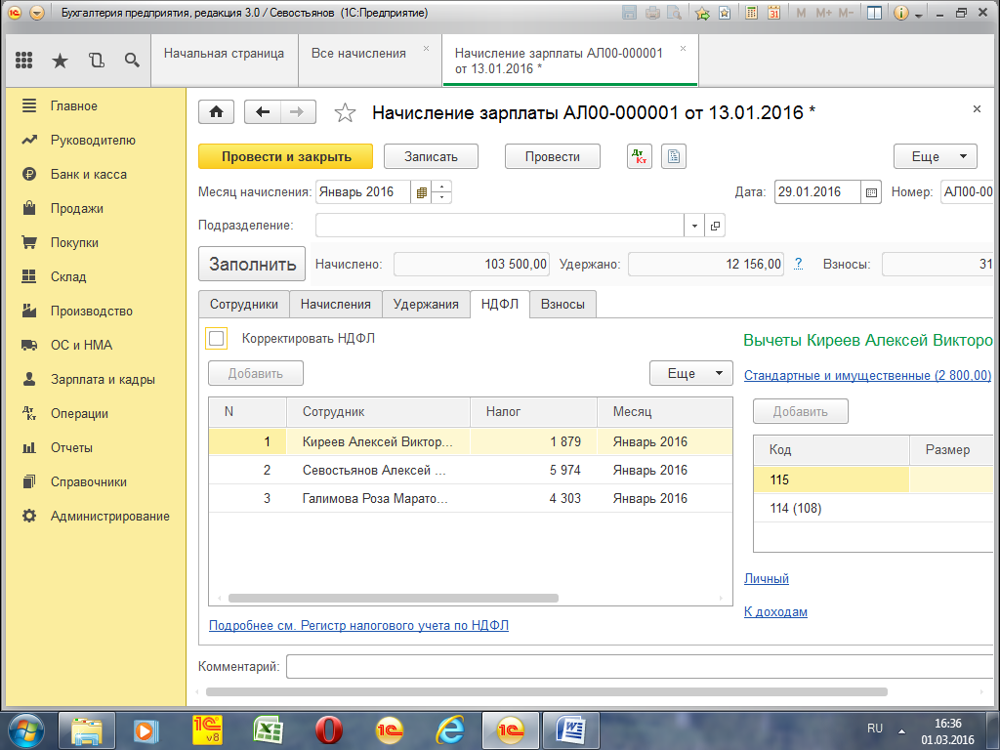 Бухгалтерия предприятия, редакция 3.0 / Севостьянов (1С:Предприятие)
M M+ M-
Начальная страница
Все начисления
Начисление зарплаты АЛ00-000001
от 13.01.2016 *
Главное
Руководителю
Банк и касса
Продажи
Покупки
Склад
Производство
ОС и НМА
Зарплата и кадры
Операции
Отчеты
Справочники
Администрирование
Начисление зарплаты АЛ00-000001 от 13.01.2016 *
Провести и закрыть
Записать
Провести
Дт Кт
Еще
Месяц начисления: Январь 2016
Дата: 29.01.2016
Номер: АЛ00-00
Подразделение:
Заполнить
Начислено: 103 500,00
Удержано: 12 156,00 ?
Взносы: 31
Сотрудники Начисления Удержания НДФЛ Взносы
Корректировать НДФЛ
Добавить
Еще
N Сотрудник Налог Месяц
1 Киреев Алексей Виктор... 1 879 Январь 2016
2 Севостьянов Алексей ... 5 974 Январь 2016
3 Галимова Роза Марато... 4 303 Январь 2016
Подробнее см. Регистр налогового учета по НДФЛ
Вычеты Киреев Алексей Викторо
Стандартные и имущественные (2 800,00)
Добавить
Код Размер
115
114 (108)
Личный
К доходам
Комментарий:
RU
16:36
01.03.2016